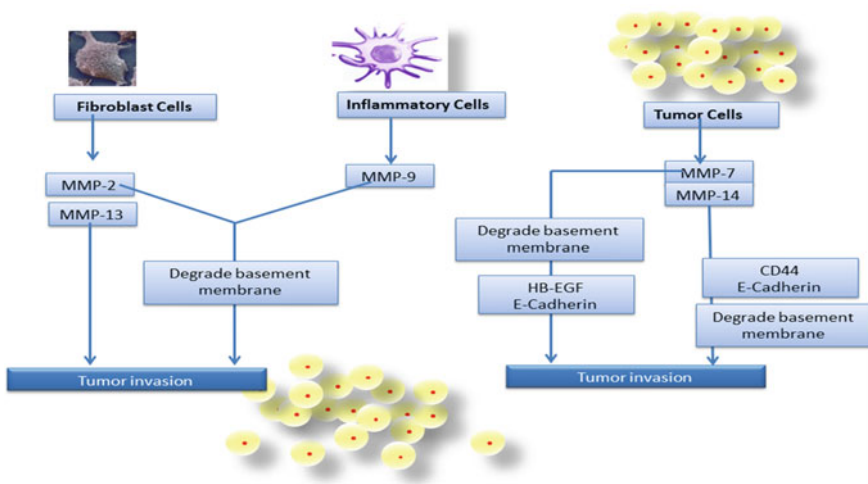 Fibroblast Cells
Inflammatory Cells
Tumor Cells
MMP-2
MMP-13
MMP-9
MMP-7
MMP-14
Degrade basement
membrane
Degrade basement
membrane
HB-EGF
E-Cadherin
CD44
E-Cadherin
Degrade basement
membrane
Tumor invasion
Tumor invasion